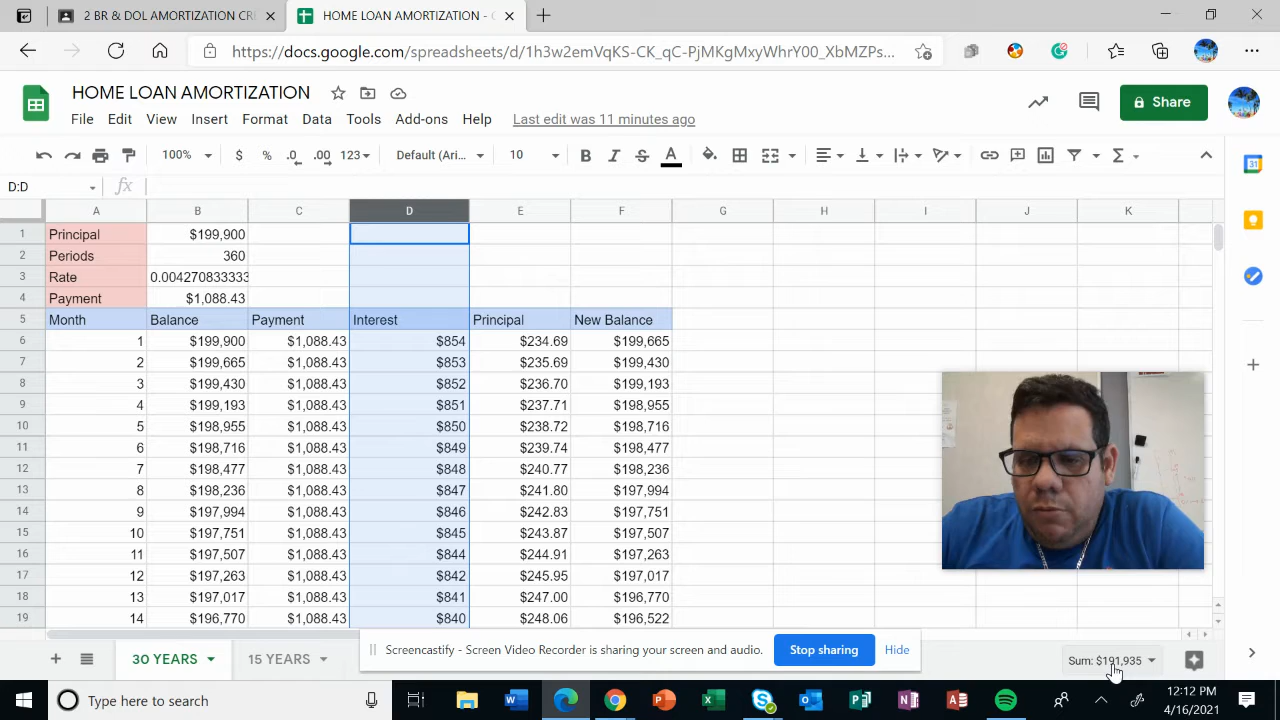 2 BR & DOL AMORTIZATION CRI
HOME LOAN AMORTIZATION - G
https://docs.google.com/spreadsheets/d/1h3w2emVqKS-CK_qC-PjMKgMxyWhrY00_XbMZPs...
HOME LOAN AMORTIZATION
Share
File Edit View Insert Format Data Tools Add-ons Help Last edit was 11 minutes ago
100% $ % .0 .00 123 Default (Ari... 10 B I S A
31
D:D fx
A B C D E F G H I J K
1 Principal $199,900
2 Periods 360
3 Rate 0.004270833333
4 Payment $1,088.43
5 Month Balance Payment Interest Principal New Balance
6 1 $199,900 $1,088.43 $854 $234.69 $199,665
7 2 $199,665 $1,088.43 $853 $235.69 $199,430
8 3 $199,430 $1,088.43 $852 $236.70 $199,193
9 4 $199,193 $1,088.43 $851 $237.71 $198,955
10 5 $198,955 $1,088.43 $850 $238.72 $198,716
11 6 $198,716 $1,088.43 $849 $239.74 $198,477
12 7 $198,477 $1,088.43 $848 $240.77 $198,236
13 8 $198,236 $1,088.43 $847 $241.80 $197,994
14 9 $197,994 $1,088.43 $846 $242.83 $197,751
15 10 $197,751 $1,088.43 $845 $243.87 $197,507
16 11 $197,507 $1,088.43 $844 $244.91 $197,263
17 12 $197,263 $1,088.43 $842 $245.95 $197,017
18 13 $197,017 $1,088.43 $841 $247.00 $196,770
19 14 $196,770 $1,088.43 $840 $248.06 $196,522
Screencastify - Screen Video Recorder is sharing your screen and audio. Stop sharing Hide
30 YEARS 15 YEARS Sum: $191,935
Type here to search
12:12 PM
4/16/2021